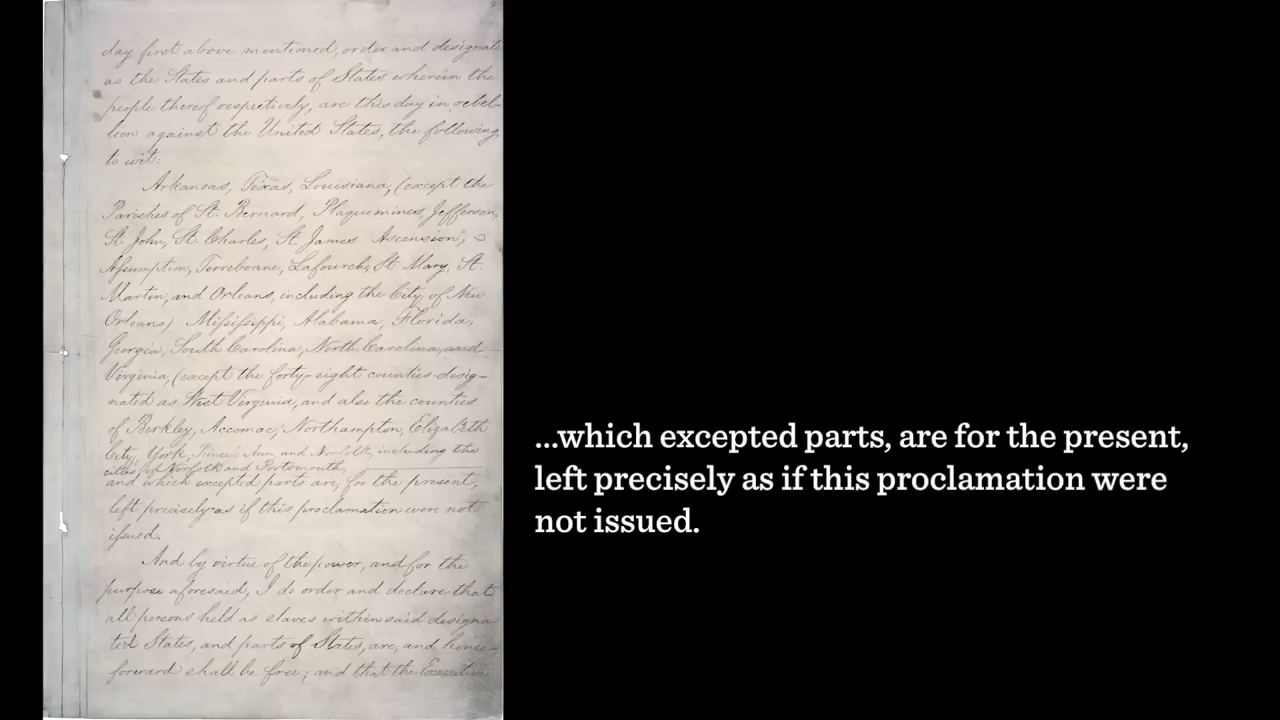 day first above mentioned, order and designate
as the States and parts of States wherein the
people thereof respectively, are this day in rebel-
lion against the United States, the following,
to wit:
Arkansas, Texas, Louisiana, (except the
Parishes of St. Bernard, Plaquemines, Jefferson,
St. John, St. Charles, St. James Ascension,
Assumption, Terrebonne, Lafourche, St. Mary, St.
Martin, and Orleans, including the City of New
Orleans) Mississippi, Alabama, Florida,
Georgia, South Carolina, North Carolina, and
Virginia, (except the forty-eight counties desig-
nated as West Virginia, and also the counties
of Berkley, Accomac, Northampton, Elizabeth
City, York, Princess Ann, and Norfolk, including the
cities of Norfolk and Portsmouth,
and which excepted parts are, for the present,
left precisely as if this proclamation were not
issued.
And by virtue of the power, and for the
purpose aforesaid, I do order and declare that
all persons held as slaves within said designa-
ted States, and parts of States, are, and hence-
forward shall be free; and that the Executive
...which excepted parts, are for the present,
left precisely as if this proclamation were
not issued.